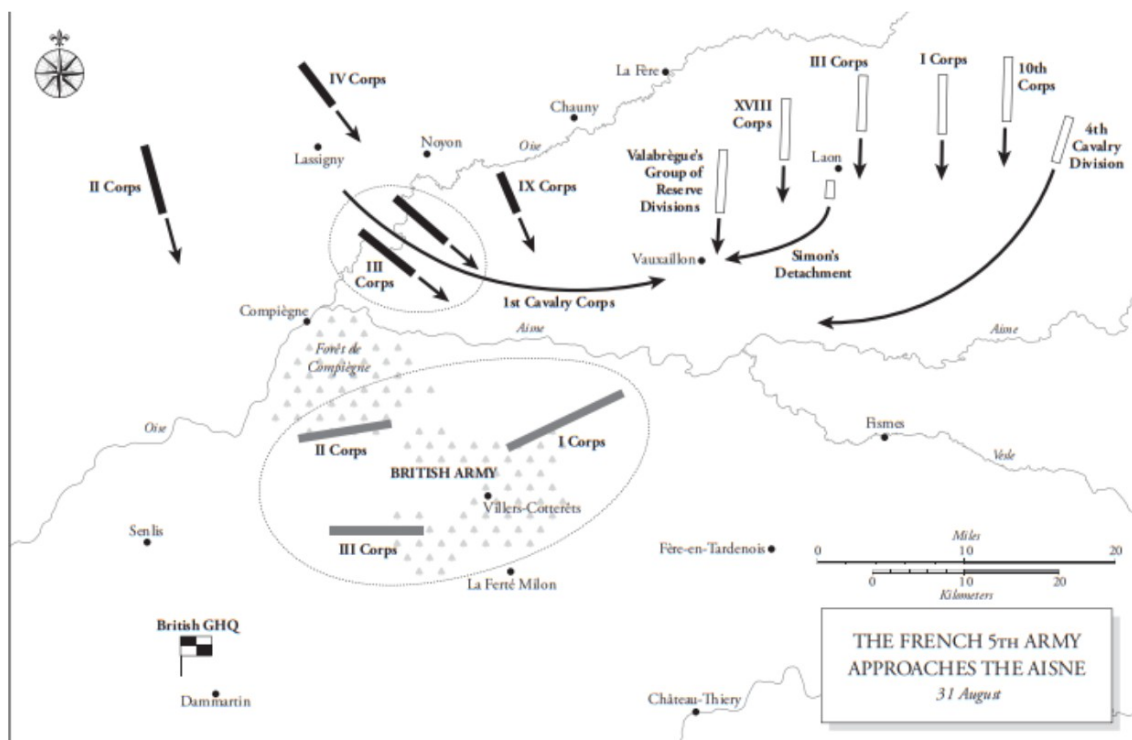 La Fère
III Corps
I Corps
10th
Corps
IV Corps
XVIII
Corps
Chauny
4th
Cavalry
Division
Lassigny
Noyon
Oise
Valabrègue's
Group of
Reserve
Divisions
Laon
II Corps
IX Corps
Vauxaillon
Simon's
Detachment
III
Corps
1st Cavalry Corps
Compiègne
Aisne
Aisne
Forêt de
Compiègne
Oise
II Corps
I Corps
Fismes
Vesle
BRITISH ARMY
Villers-Cotterêts
Senlis
III Corps
Fère-en-Tardenois
La Ferté Milon
Miles
0 10 20
0 10 20
Kilometers
British GHQ
Dammartin
Château-Thiery
THE FRENCH 5TH ARMY
APPROACHES THE AISNE
31 August